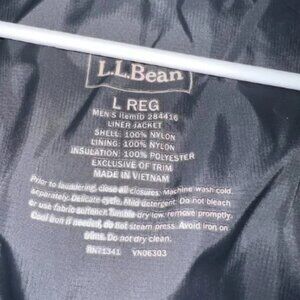 L.L.Bean
L REG
MEN'S ItemID 284416
LINER JACKET
SHELL: 100% NYLON
LINING: 100% NYLON
INSULATION: 100% POLYESTER
EXCLUSIVE OF TRIM
MADE IN VIETNAM
Prior to laundering, close all closures. Machine wash cold,
separately. Delicate cycle. Mild detergent. Do not bleach
or use fabric softener. Tumble dry low, remove promptly.
Cool iron if needed, do not steam press. Avoid iron on
trims. Do not dry clean.
RN71341 VN06303